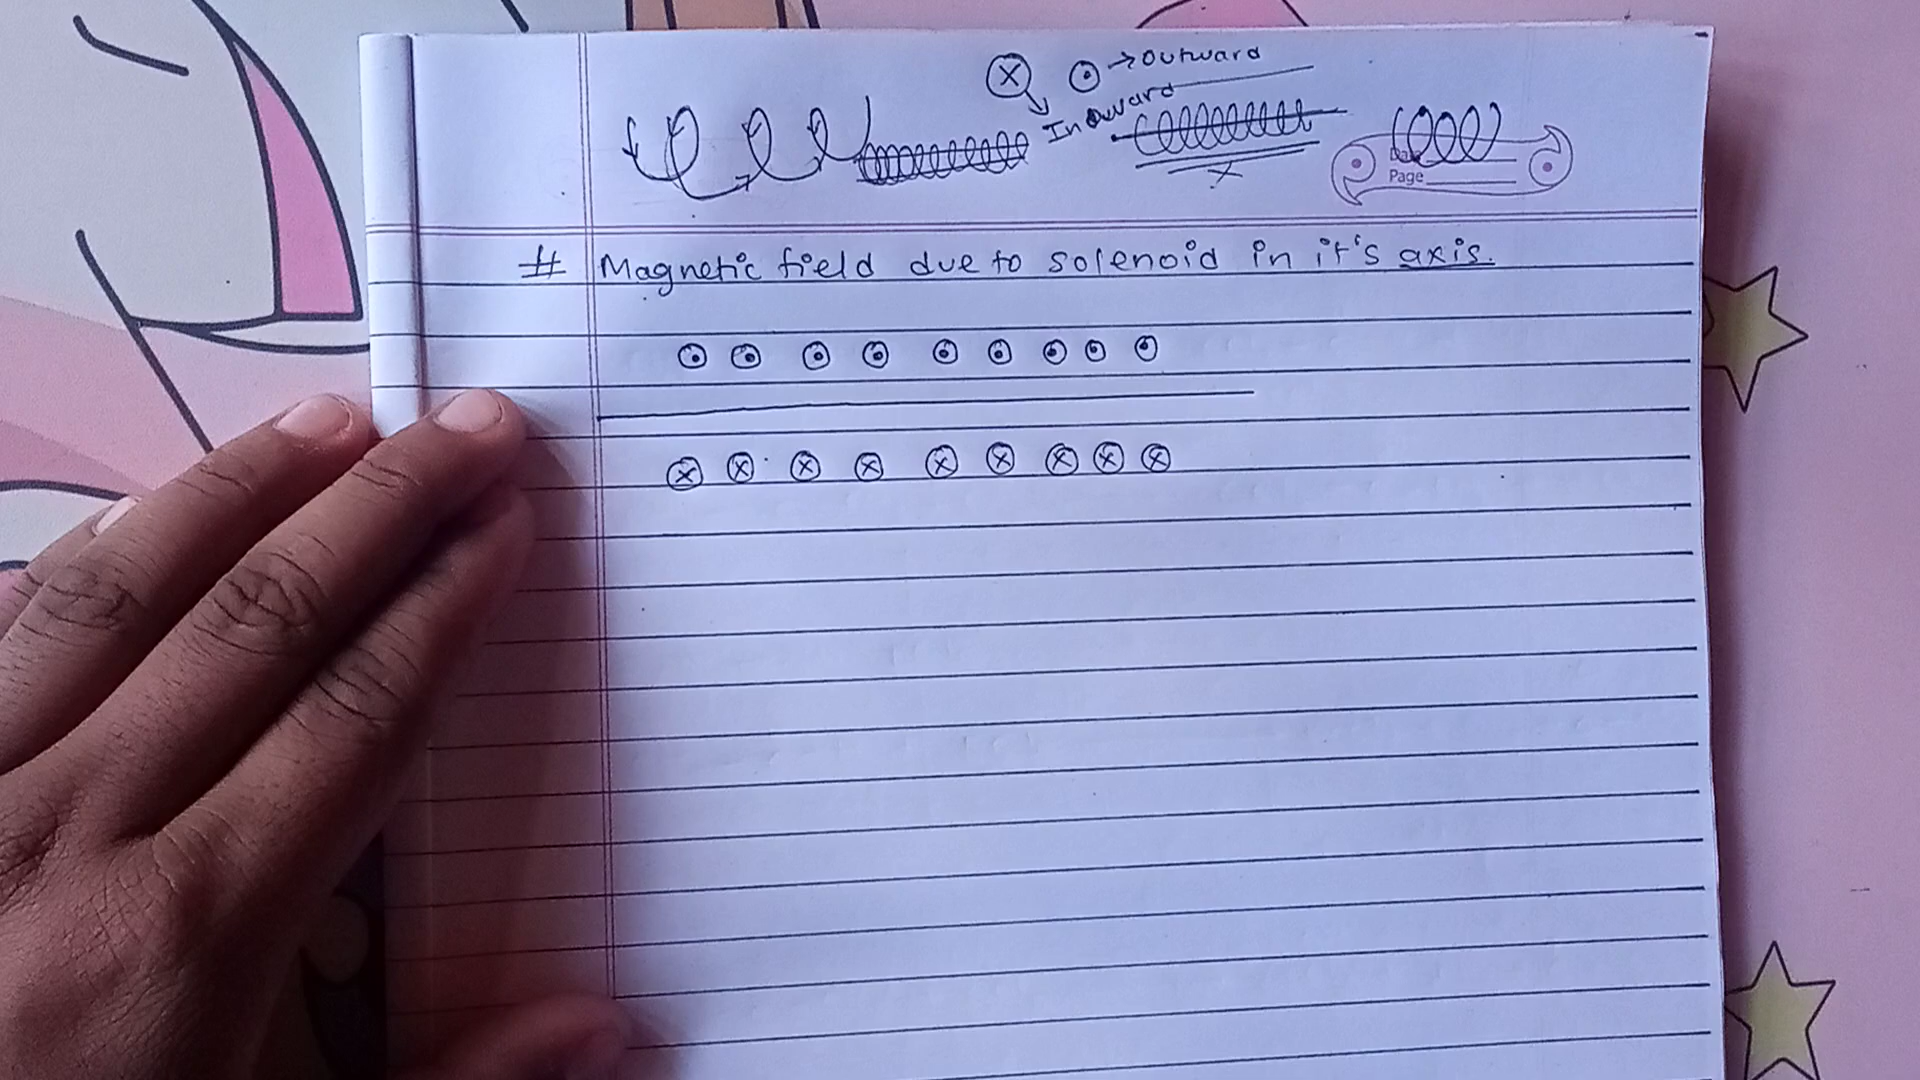 → Outward
Inward
Date
Page
# Magnetic field due to solenoid in it's axis.